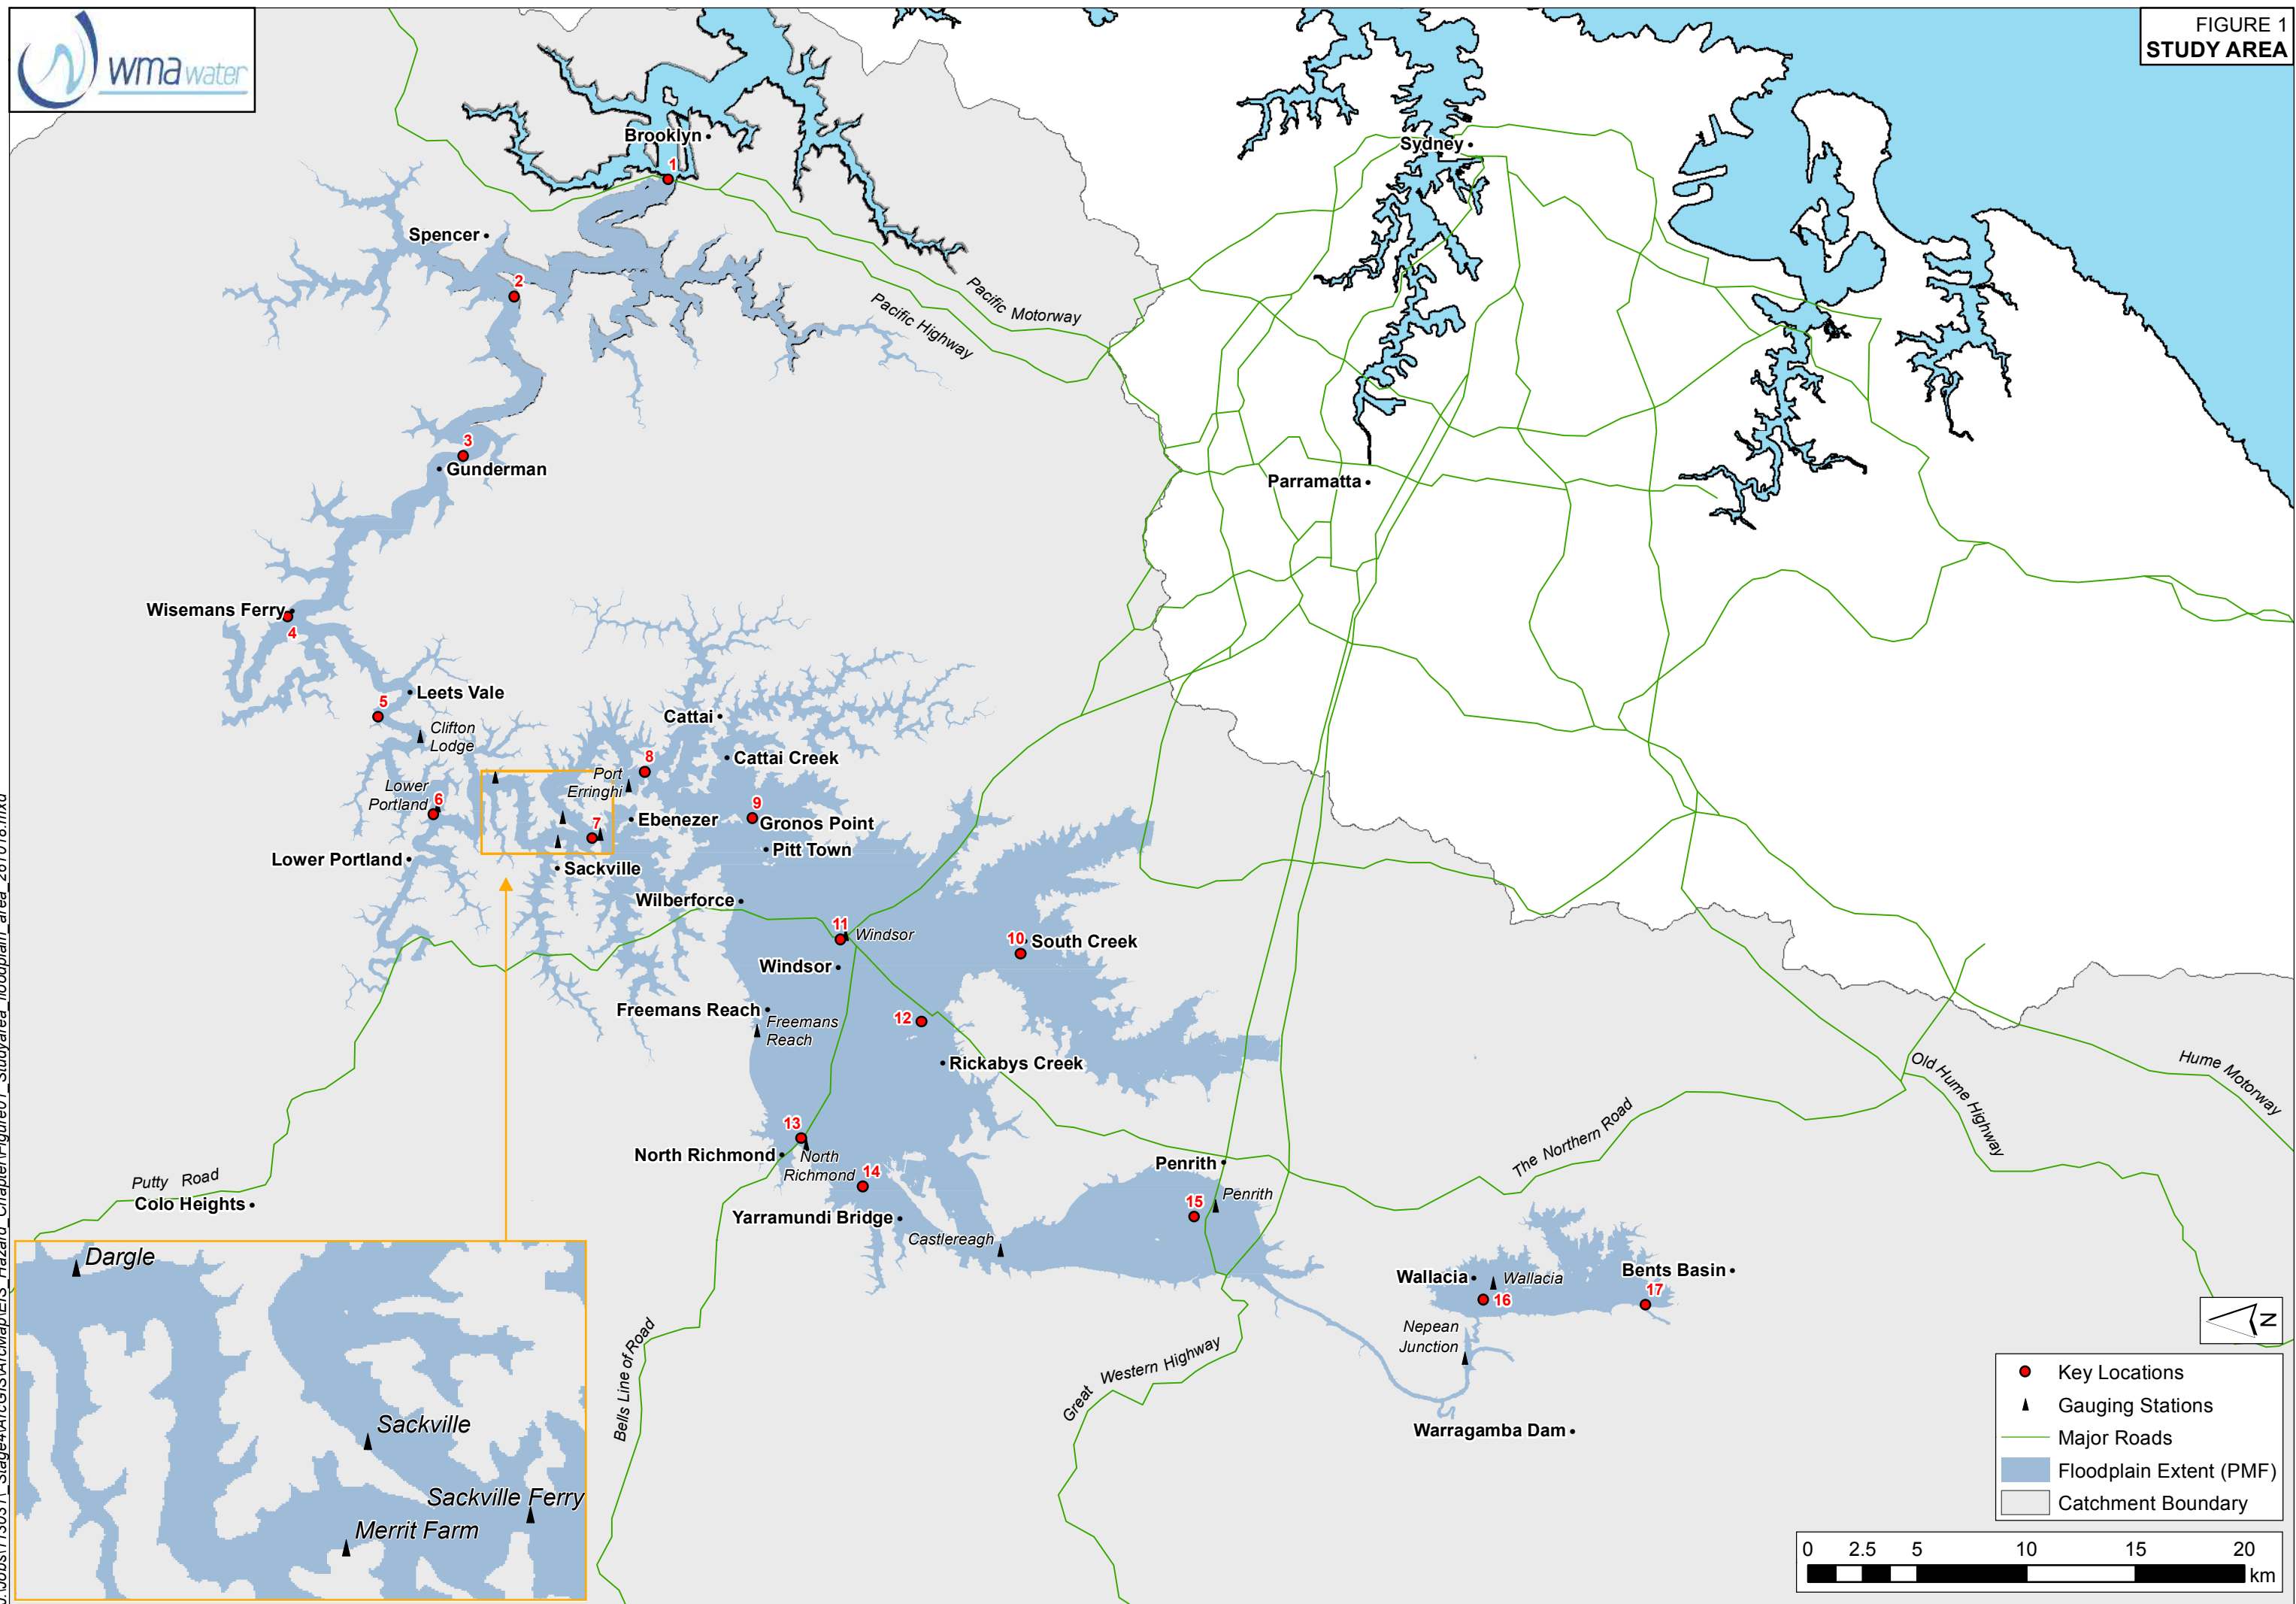 wma water
FIGURE 1
STUDY AREA
Brooklyn
1
Sydney
Spencer
2
Pacific Motorway
Pacific Highway
3
Gunderman
Parramatta
Wisemans Ferry
4
Leets Vale
5
Clifton
Lodge
Cattai
Cattai Creek
8
Port
Erringhi
Lower
Portland
6
7
9
Ebenezer
Gronos Point
Pitt Town
Lower Portland
Sackville
Wilberforce
11
Windsor
10
South Creek
Windsor
Freemans Reach
Freemans
Reach
12
Rickabys Creek
Old Hume Highway
Hume Motorway
13
North Richmond
North
Richmond
14
The Northern Road
Penrith
Penrith
15
Putty Road
Colo Heights
Yarramundi Bridge
Castlereagh
Dargle
Wallacia
Wallacia
16
Bents Basin
17
Nepean
Junction
N
Bells Line of Road
Great Western Highway
Sackville
Warragamba Dam
Sackville Ferry
Merrit Farm
Key Locations
Gauging Stations
Major Roads
Floodplain Extent (PMF)
Catchment Boundary
0 2.5 5 10 15 20
km